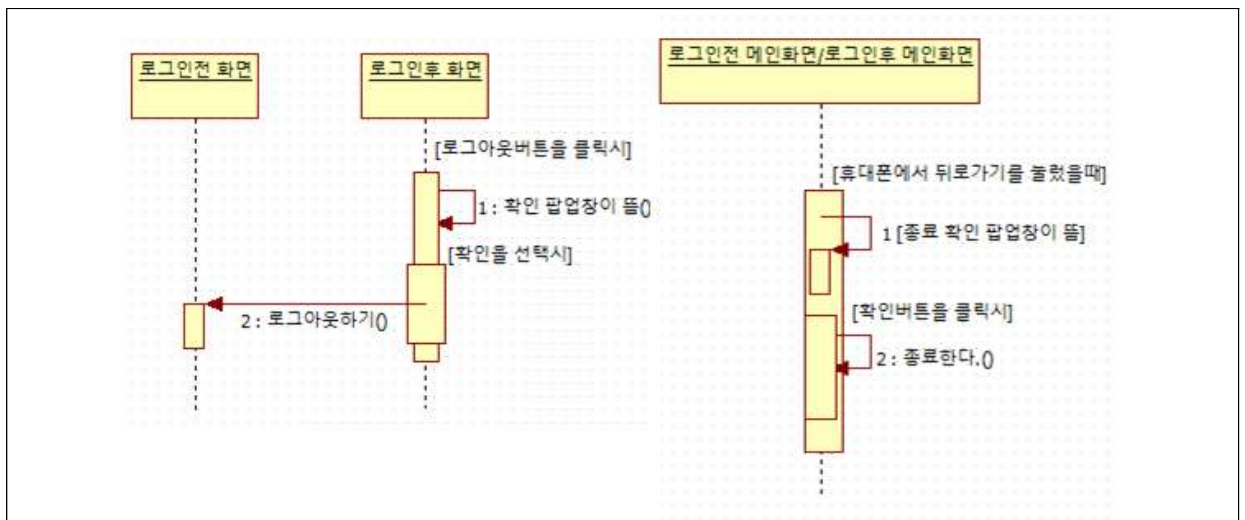 로그인전 화면
로그인후 화면
[로그아웃버튼을 클릭시]
1 : 확인 팝업창이 뜸()
[확인을 선택시]
2 : 로그아웃하기()
로그인전 메인화면/로그인후 메인화면
[휴대폰에서 뒤로가기를 눌렀을때]
1 [종료 확인 팝업창이 뜸]
[확인버튼을 클릭시]
2 : 종료한다.()